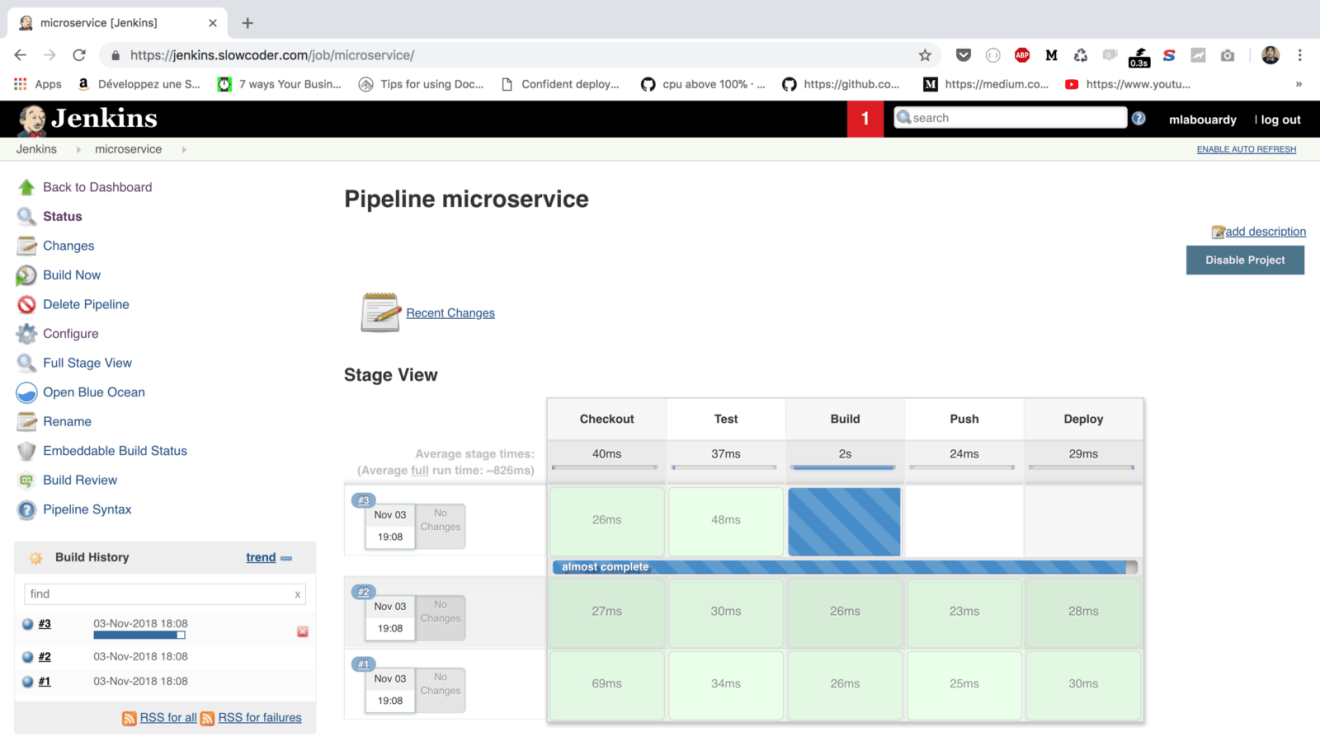 microservice [Jenkins]
https://jenkins.slowcoder.com/job/microservice/
ABP
M
0.3s
S
Apps
a Développez une S...
7 ways Your Busin...
Tips for using Doc...
Confident deploy...
cpu above 100% · ...
https://github.co...
M https://medium.co...
https://www.youtu...
»
Jenkins
1
search
mlabouardy
| log out
Jenkins
microservice
ENABLE AUTO REFRESH
Back to Dashboard
Status
Changes
Build Now
Delete Pipeline
Configure
Full Stage View
Open Blue Ocean
Rename
Embeddable Build Status
Build Review
Pipeline Syntax
Build History
trend
find
x
#3 03-Nov-2018 18:08
#2 03-Nov-2018 18:08
#1 03-Nov-2018 18:08
RSS for all RSS for failures
Pipeline microservice
add description
Disable Project
Recent Changes
Stage View
Checkout Test Build Push Deploy
Average stage times: 40ms 37ms 2s 24ms 29ms
(Average full run time: ~826ms)
#3
Nov 03 No
Changes
19:08
26ms 48ms
almost complete
#2
Nov 03 No
Changes
19:08
27ms 30ms 26ms 23ms 28ms
#1
Nov 03 No
Changes
19:08
69ms 34ms 26ms 25ms 30ms